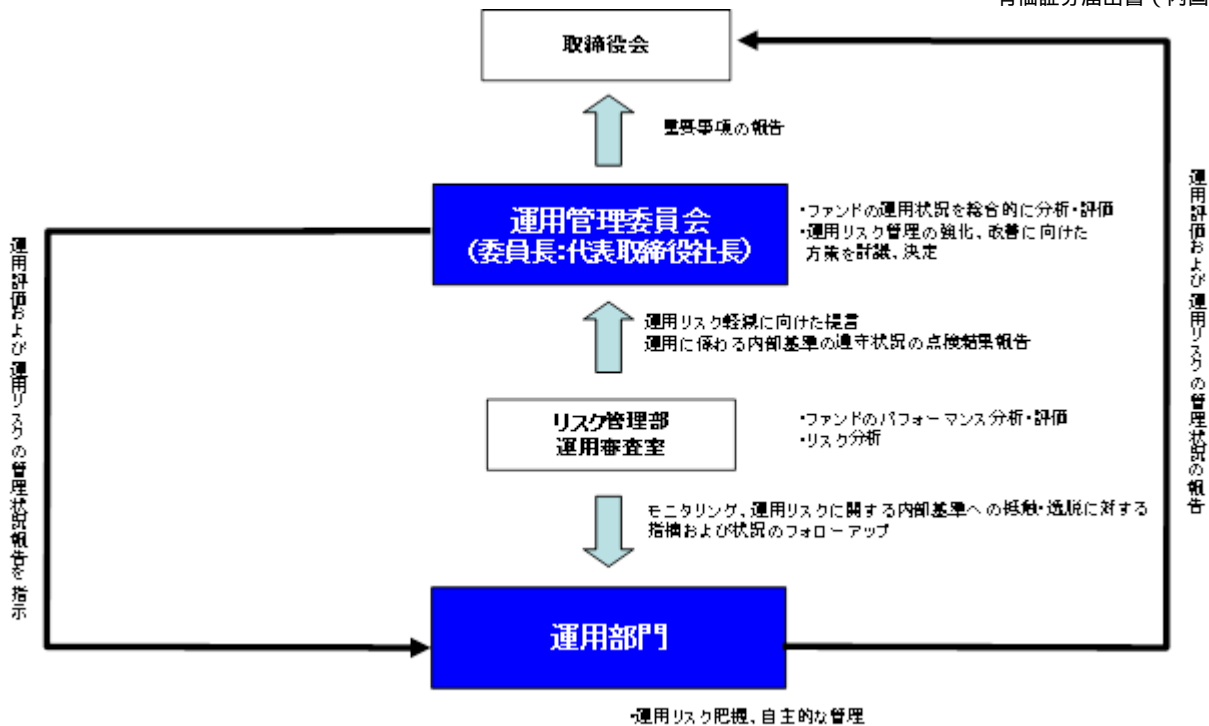 有価証券届出書（内国
取締役会
重要事項の報告
運用管理委員会
（委員長：代表取締役社長）
・ファンドの運用状況を総合的に分析・評価
・運用リスク管理の強化、改善に向けた
方策を討議、決定
運用リスク軽減に向けた提言
運用に係わる内部基準の遵守状況の点検結果報告
リスク管理部
運用審査室
・ファンドのパフォーマンス分析・評価
・リスク分析
モニタリング、運用リスクに関する内部基準への抵触・逸脱に対する
指摘および状況のフォローアップ
運用部門
・運用リスク把握、自主的な管理
運用評価および運用リスクの管理状況報告を指示
運用評価および運用リスクの管理状況の報告